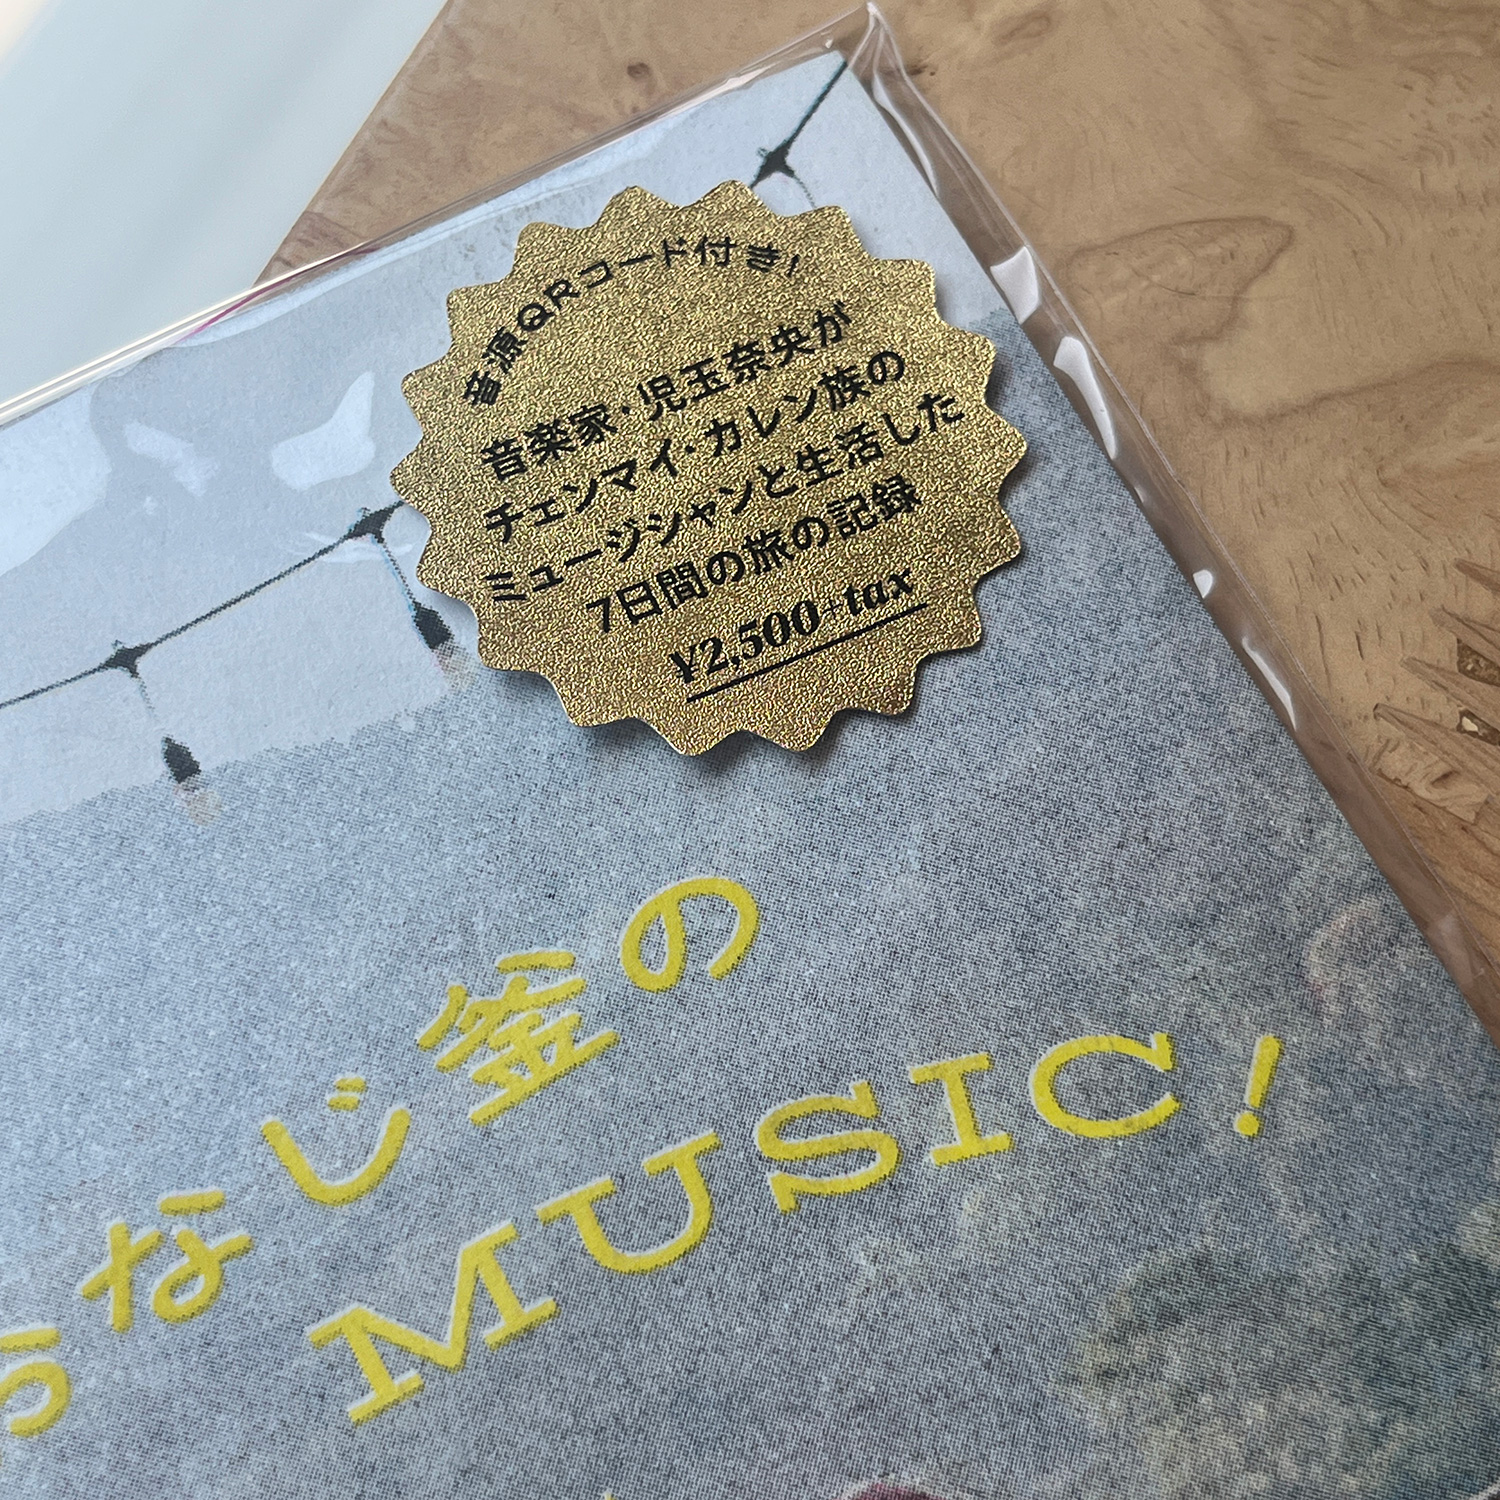 音源QRコード付き!
音楽家・児玉奈央が
チェンマイ・カレン族の
ミュージシャンと生活した
7日間の旅の記録
¥2,500+tax
おなじ釜の
MUSIC!